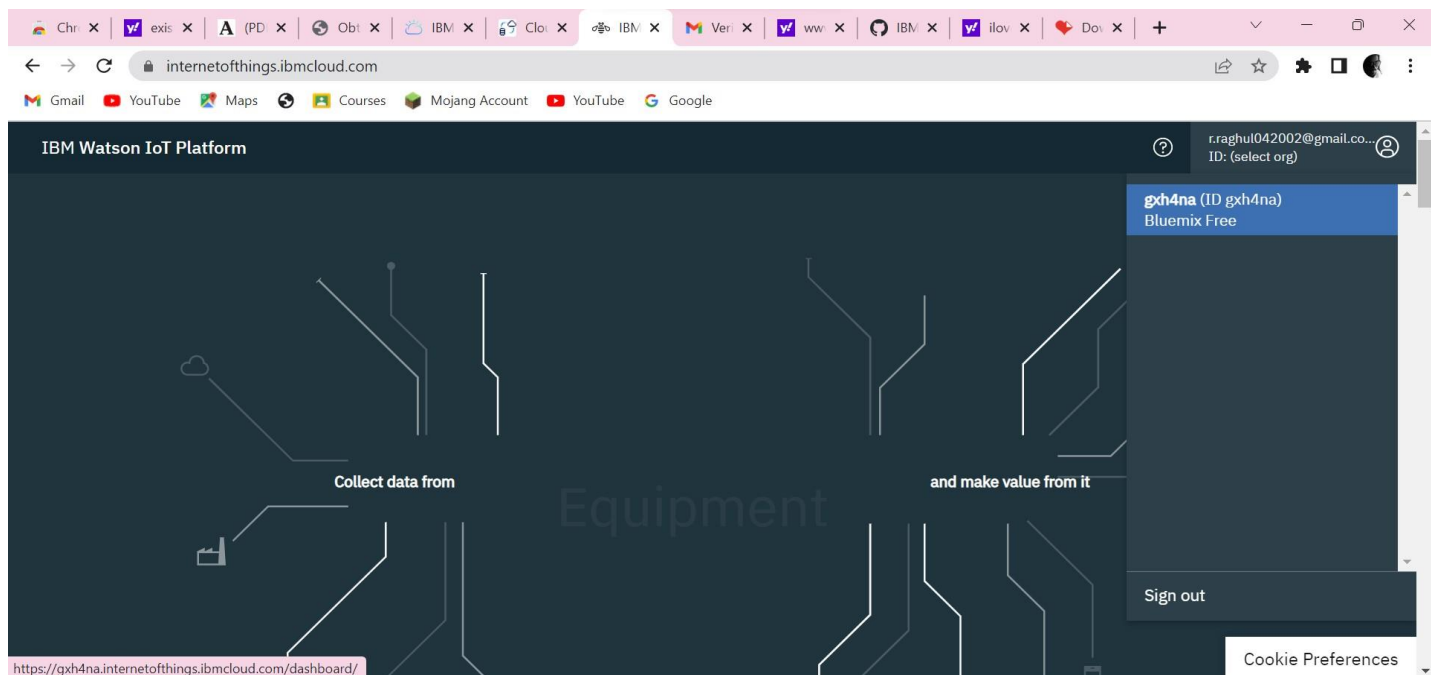 Chr exis (PD Obt IBM Clou IBM Veri ww IBM ilov Dov
internetofthings.ibmcloud.com
Gmail YouTube Maps Courses Mojang Account YouTube Google
IBM Watson IoT Platform
r.raghul042002@gmail.co...
ID: (select org)
gxh4na (ID gxh4na)
Bluemix Free
Collect data from
Equipment
and make value from it
Sign out
Cookie Preferences
https://gxh4na.internetofthings.ibmcloud.com/dashboard/